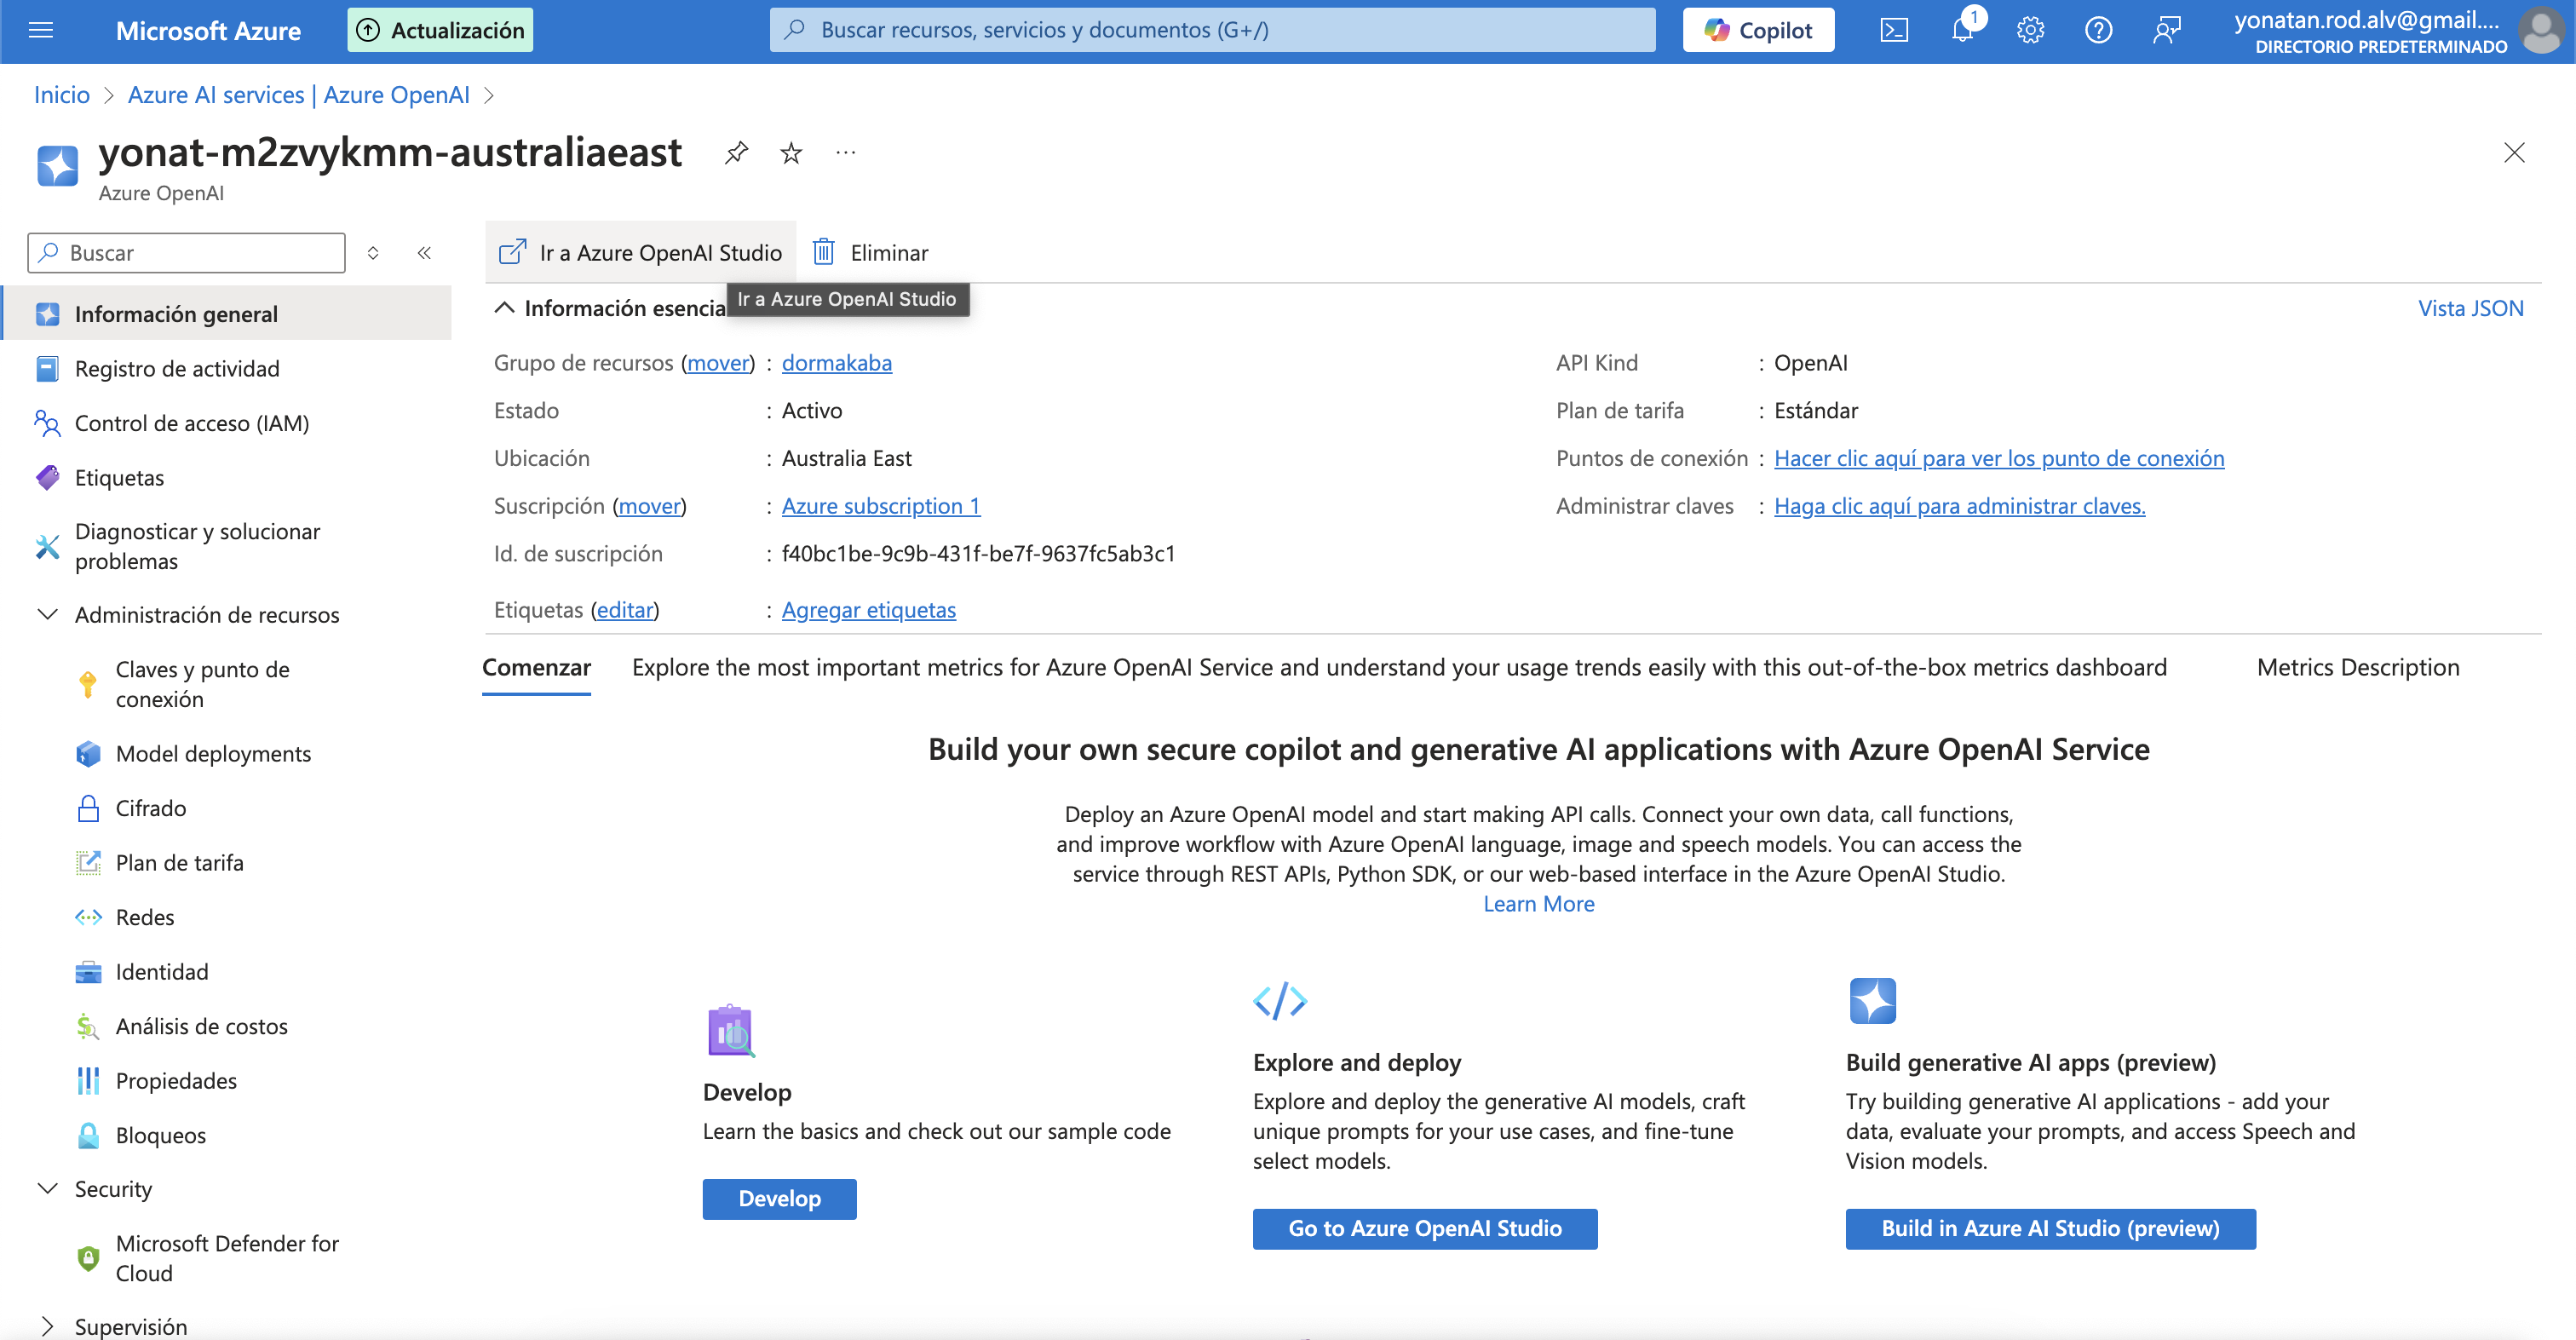 Microsoft Azure
Actualización
Buscar recursos, servicios y documentos (G+/)
Copilot
1
yonatan.rod.alv@gmail....
DIRECTORIO PREDETERMINADO
Inicio > Azure AI services | Azure OpenAI >
yonat-m2zvykmm-australiaeast
Azure OpenAI
Buscar
Información general
Registro de actividad
Control de acceso (IAM)
Etiquetas
Diagnosticar y solucionar
problemas
Administración de recursos
Claves y punto de
conexión
Model deployments
Cifrado
Plan de tarifa
Redes
Identidad
Análisis de costos
Propiedades
Bloqueos
Security
Microsoft Defender for
Cloud
Supervisión
Ir a Azure OpenAI Studio
Eliminar
Ir a Azure OpenAI Studio
Información esencia
Vista JSON
Grupo de recursos (mover) : dormakaba
Estado : Activo
Ubicación : Australia East
Suscripción (mover) : Azure subscription 1
Id. de suscripción : f40bc1be-9c9b-431f-be7f-9637fc5ab3c1
Etiquetas (editar) : Agregar etiquetas
API Kind : OpenAI
Plan de tarifa : Estándar
Puntos de conexión : Hacer clic aquí para ver los punto de conexión
Administrar claves : Haga clic aquí para administrar claves.
Comenzar
Explore the most important metrics for Azure OpenAI Service and understand your usage trends easily with this out-of-the-box metrics dashboard
Metrics Description
Build your own secure copilot and generative AI applications with Azure OpenAI Service
Deploy an Azure OpenAI model and start making API calls. Connect your own data, call functions,
and improve workflow with Azure OpenAI language, image and speech models. You can access the
service through REST APIs, Python SDK, or our web-based interface in the Azure OpenAI Studio.
Learn More
Develop
Learn the basics and check out our sample code
Develop
Explore and deploy
Explore and deploy the generative AI models, craft
unique prompts for your use cases, and fine-tune
select models.
Go to Azure OpenAI Studio
Build generative AI apps (preview)
Try building generative AI applications - add your
data, evaluate your prompts, and access Speech and
Vision models.
Build in Azure AI Studio (preview)